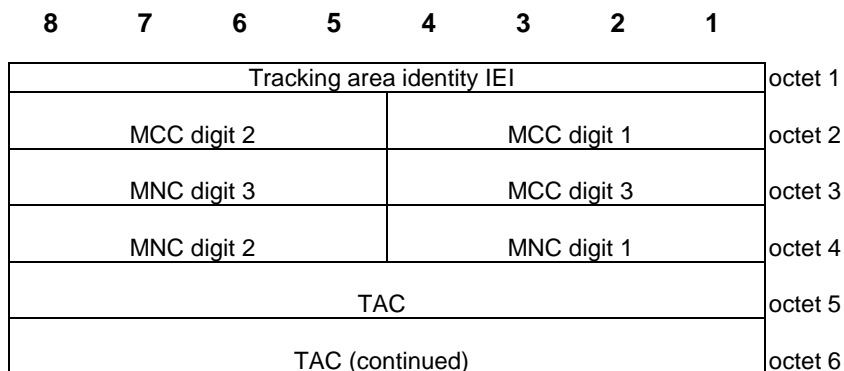 8 7 6 5 4 3 2 1
Tracking area identity IEI octet 1
MCC digit 2 MCC digit 1 octet 2
MNC digit 3 MCC digit 3 octet 3
MNC digit 2 MNC digit 1 octet 4
TAC octet 5
TAC (continued) octet 6